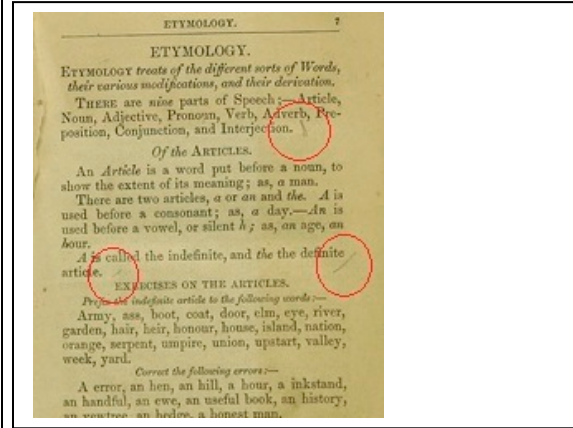 ETYMOLOGY. 7
ETYMOLOGY.
ETYMOLOGY treats of the different sorts of Words,
their various modifications, and their derivation.
THERE are nine parts of Speech;—Article,
Noun, Adjective, Pronoun, Verb, Adverb, Pre-
position, Conjunction, and Interjection.
Of the ARTICLES.
An Article is a word put before a noun, to
show the extent of its meaning; as, a man.
There are two articles, a or an and the. A is
used before a consonant; as, a day.—An is
used before a vowel, or silent h; as, an age, an
hour.
A is called the indefinite, and the the definite
article.
EXERCISES ON THE ARTICLES.
Prefix the indefinite article to the following words:—
Army, ass, boot, coat, door, elm, eye, river,
garden, hair, heir, honour, house, island, nation,
orange, serpent, umpire, union, upstart, valley,
week, yard.
Correct the following errors:—
A error, an hen, an hill, a hour, a inkstand,
an handful, an ewe, an useful book, an history,
an yewtree, an hedge, a honest man.